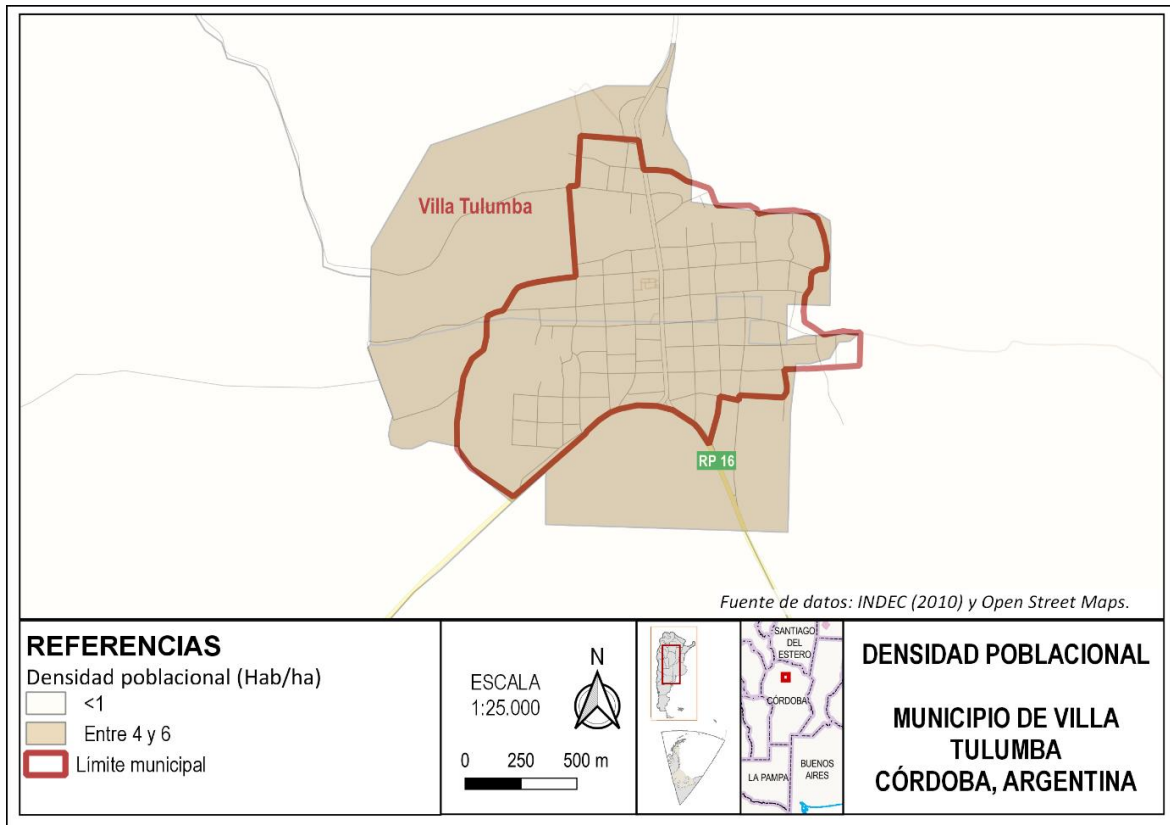 Villa Tulumba
RP 16
Fuente de datos: INDEC (2010) y Open Street Maps.
REFERENCIAS
Densidad poblacional (Hab/ha)
<1
Entre 4 y 6
Límite municipal
ESCALA
1:25.000
N
0 250 500 m
SANTIAGO
DEL
ESTERO
CÓRDOBA
LA PAMPA
BUENOS
AIRES
DENSIDAD POBLACIONAL
MUNICIPIO DE VILLA
TULUMBA
CÓRDOBA, ARGENTINA